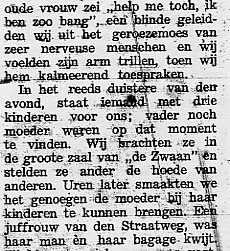 oude vrouw zei „help me toch, ik
ben zoo bang”, een blinde geleid-
den wij uit het geroezemoes van
zeer nerveuse menschen en wij
voelden zijn arm trillen, toen wij
hem kalmeerend toespraken.
In het reeds duistere van den
avond, staat iemand met drie
kinderen voor ons; vader noch
moeder waren op dat moment
te vinden. Wij brachten ze in
de groote zaal van „de Zwaan” en
stelden ze ander de hoede van
anderen. Uren later smaakten we
het genoegen de moeder bij haar
kinderen te kunnen brengen. Een
juffrouw van den Straatweg, was
haar man èn haar bagage kwijt